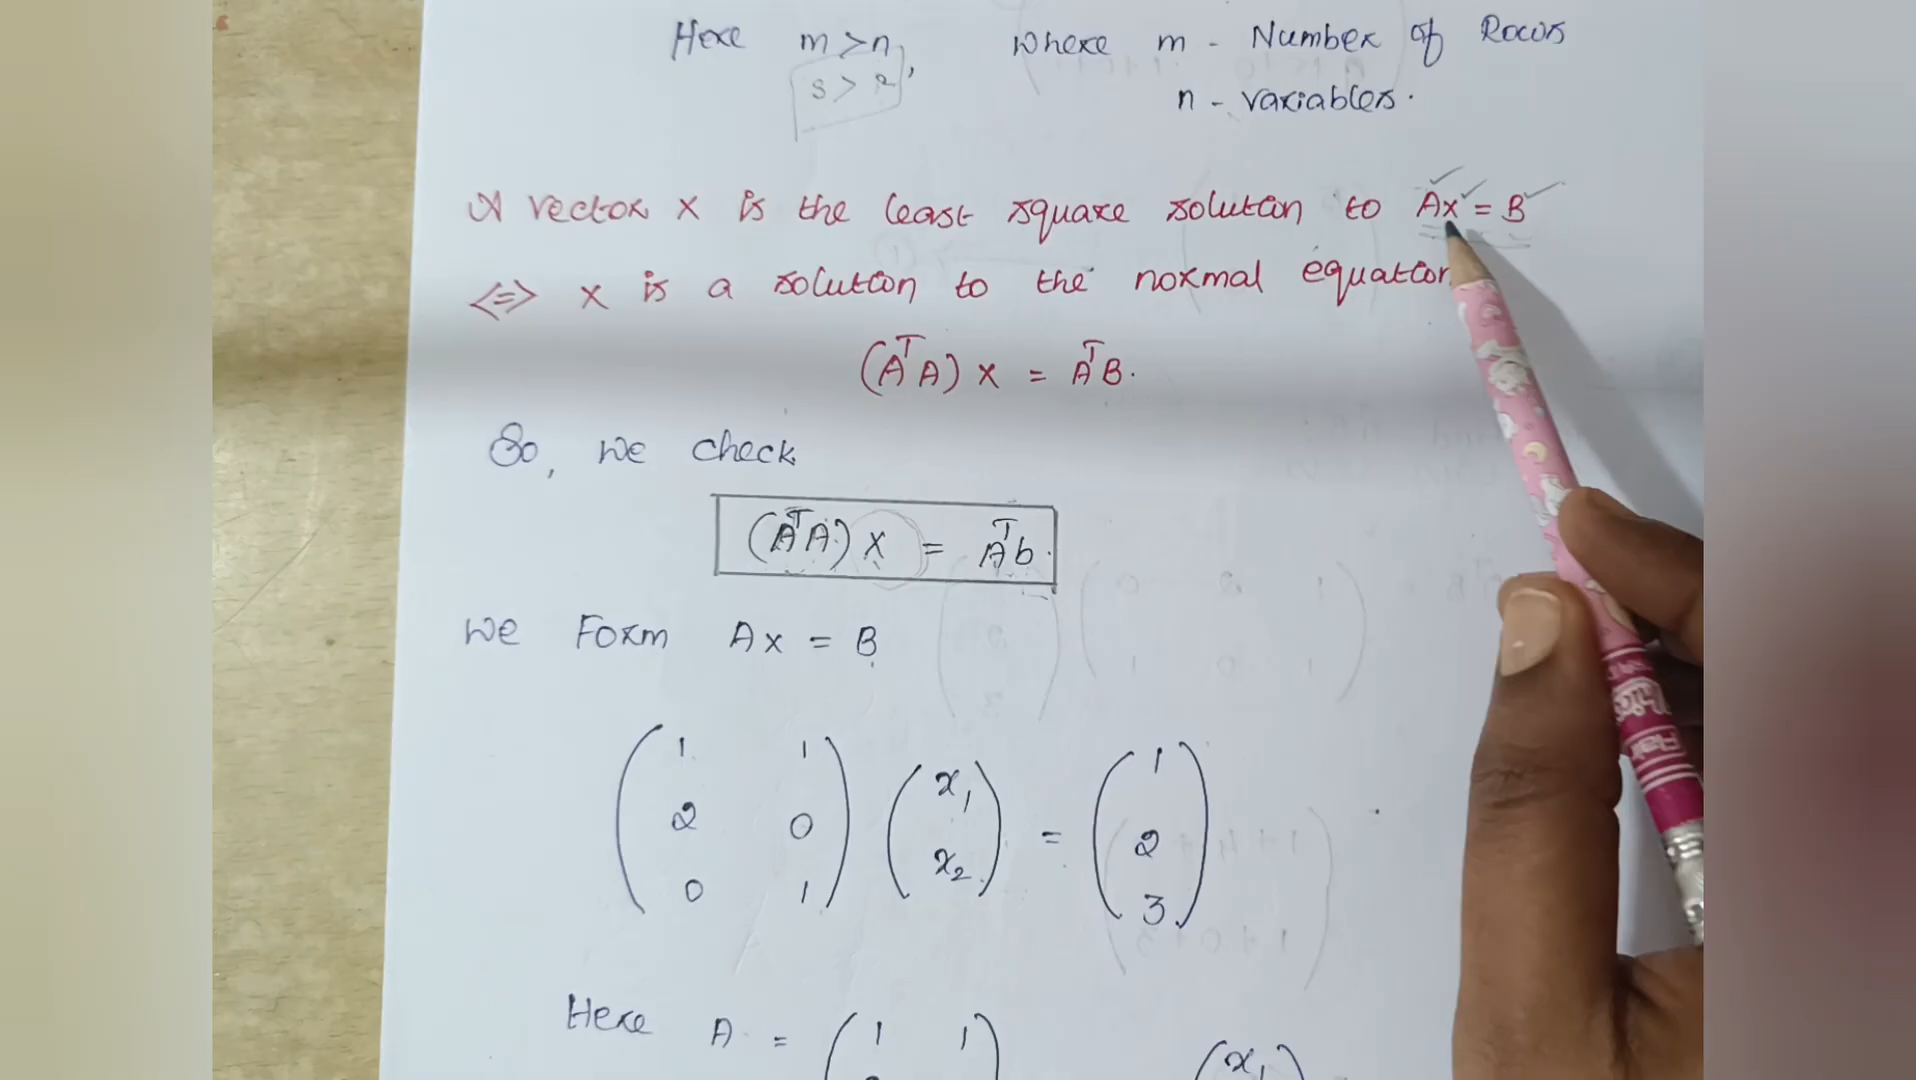 Here m > n, where m - Number of Rows
3 > 2
n - variables.
A vector x is the least square solution to Ax = B
<=> x is a solution to the normal equation
(AᵀA) x = AᵀB.
So, we check
(AᵀA) x = Aᵀb.
We Form Ax = B
1 1 x₁ 1
2 0 = 2
0 1 x₂ 3
Here A = 1 1 x₁